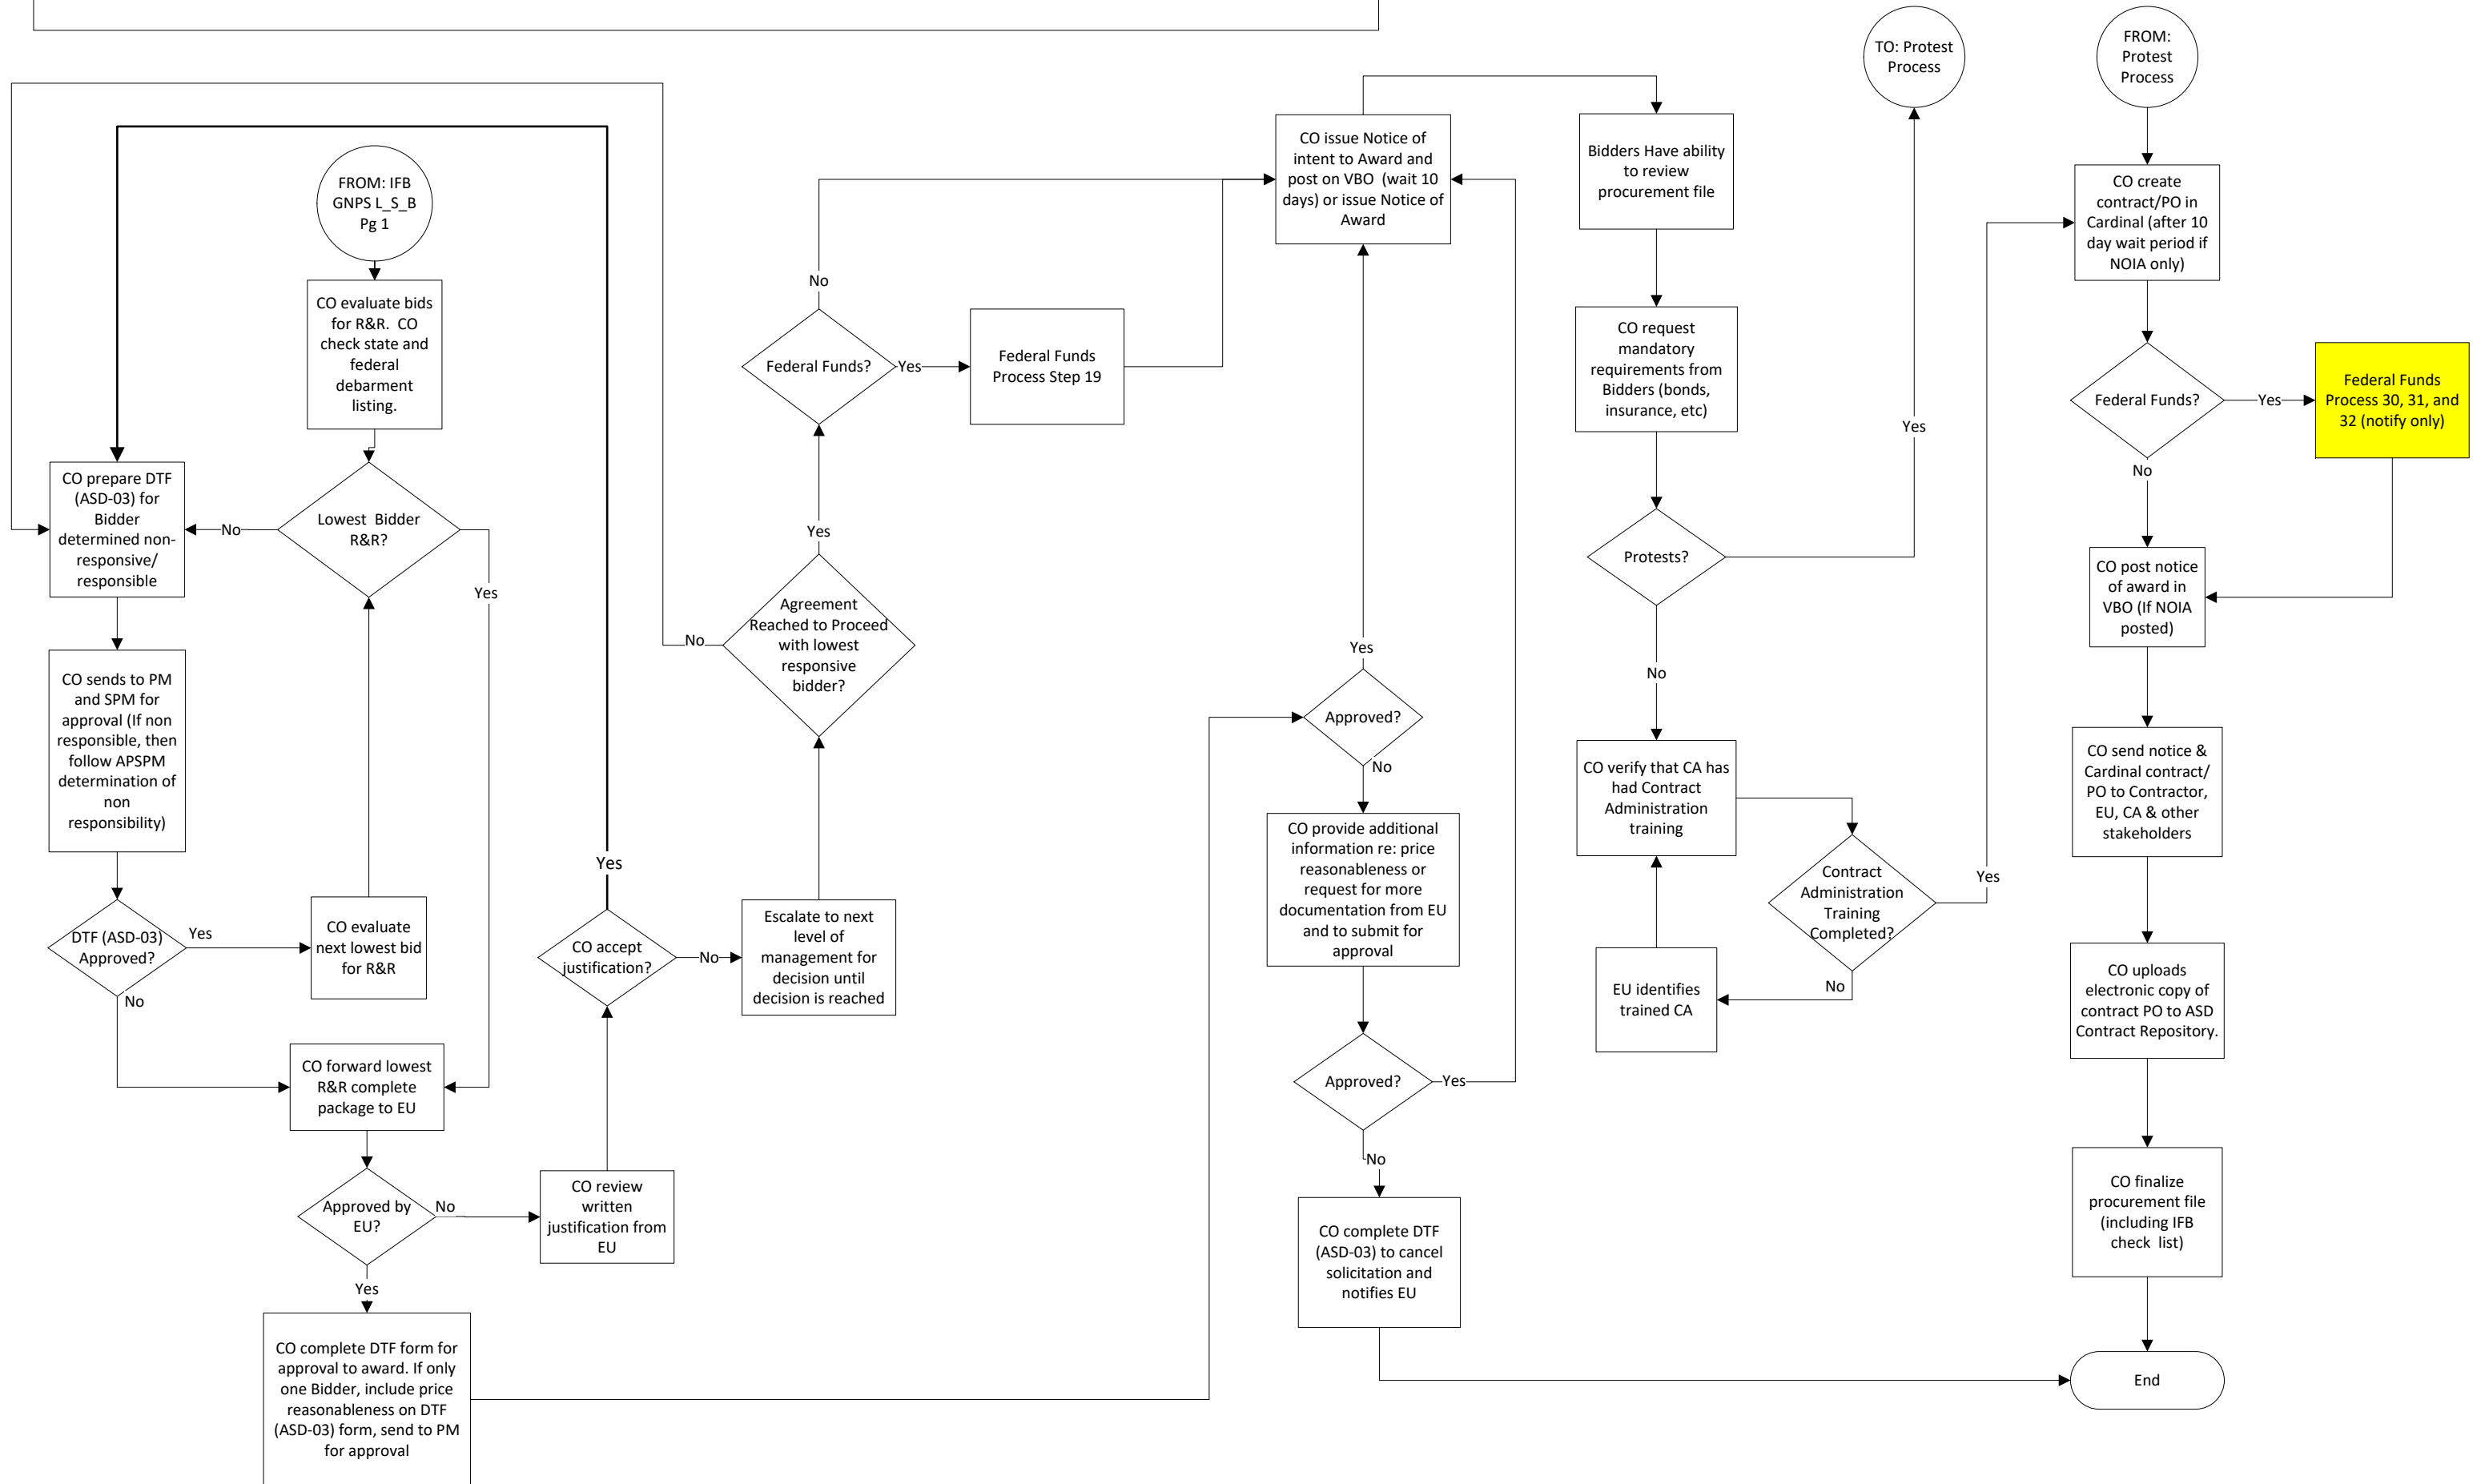 TO: Protest
Process
FROM:
Protest
Process
FROM: IFB
GNPS L_S_B
Pg 1
CO evaluate bids
for R&R.  CO
check state and
federal
debarment
listing.
Lowest  Bidder
R&R?
No
Yes
CO prepare DTF
(ASD-03) for
Bidder
determined non-
responsive/
responsible
CO sends to PM
and SPM for
approval (If non
responsible, then
follow APSPM
determination of
non
responsibility)
DTF (ASD-03)
Approved?
Yes
No
CO evaluate
next lowest bid
for R&R
CO forward lowest
R&R complete
package to EU
Approved by
EU?
No
Yes
CO complete DTF form for
approval to award. If only
one Bidder, include price
reasonableness on DTF
(ASD-03) form, send to PM
for approval
CO review
written
justification from
EU
CO accept
justification?
Yes
No
Escalate to next
level of
management for
decision until
decision is reached
Agreement
Reached to Proceed
with lowest
responsive
bidder?
No
Yes
Federal Funds?
No
Yes
Federal Funds
Process Step 19
CO issue Notice of
intent to Award and
post on VBO  (wait 10
days) or issue Notice of
Award
Approved?
Yes
No
CO provide additional
information re: price
reasonableness or
request for more
documentation from EU
and to submit for
approval
Approved?
Yes
No
CO complete DTF
(ASD-03) to cancel
solicitation and
notifies EU
Bidders Have ability
to review
procurement file
CO request
mandatory
requirements from
Bidders (bonds,
insurance, etc)
Protests?
Yes
No
CO verify that CA has
had Contract
Administration
training
Contract
Administration
Training
Completed?
Yes
No
EU identifies
trained CA
CO create
contract/PO in
Cardinal (after 10
day wait period if
NOIA only)
Federal Funds?
Yes
No
Federal Funds
Process 30, 31, and
32 (notify only)
CO post notice
of award in
VBO (If NOIA
posted)
CO send notice &
Cardinal contract/
PO to Contractor,
EU, CA & other
stakeholders
CO uploads
electronic copy of
contract PO to ASD
Contract Repository.
CO finalize
procurement file
(including IFB
check  list)
End